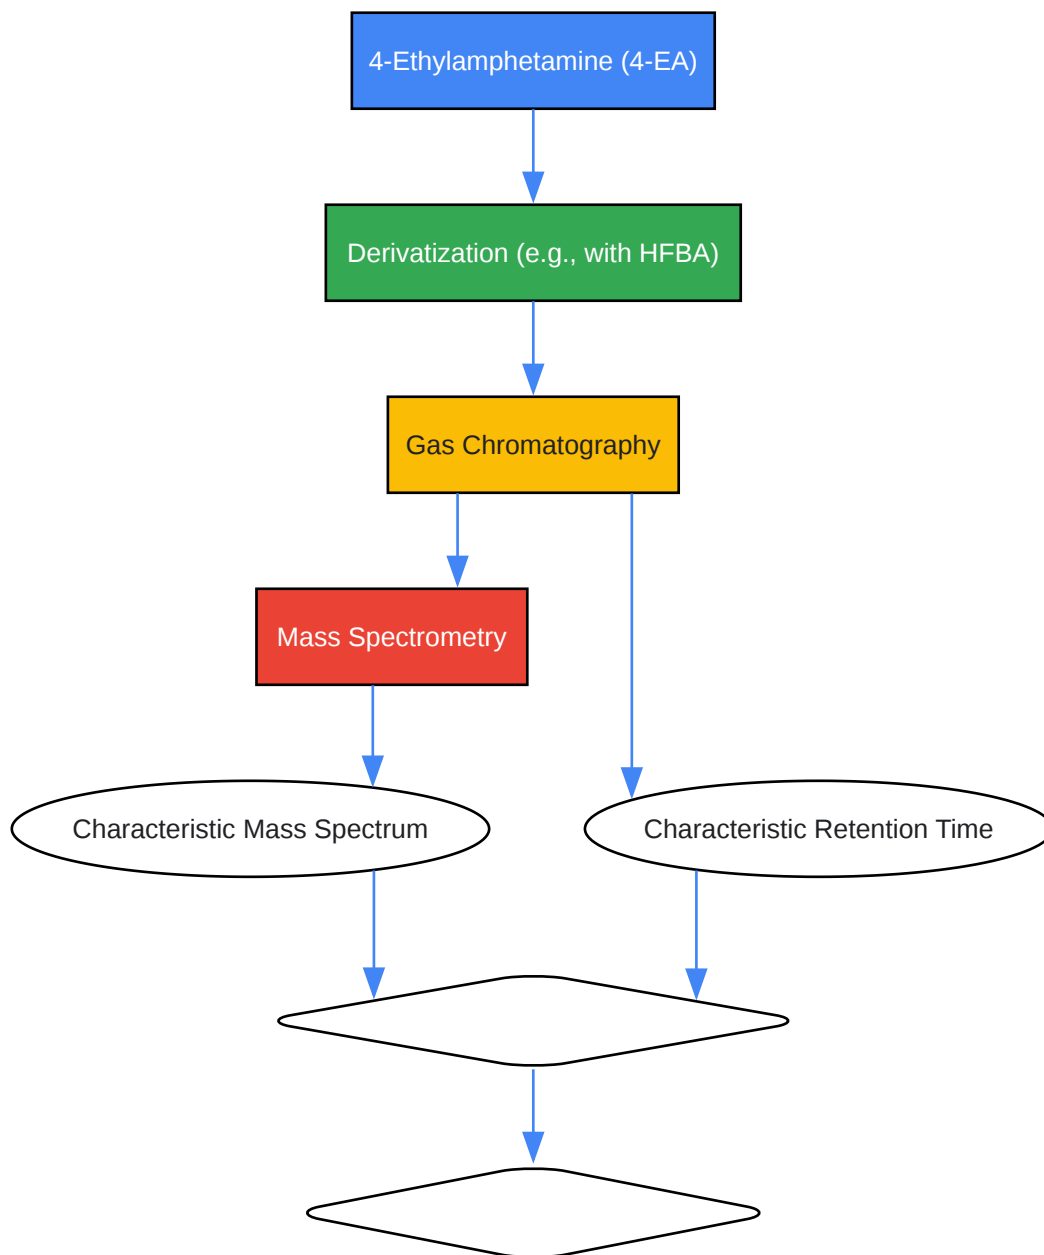 4-Ethylamphetamine (4-EA)
Derivatization (e.g., with HFBA)
Gas Chromatography
Mass Spectrometry
Characteristic Mass Spectrum
Characteristic Retention Time